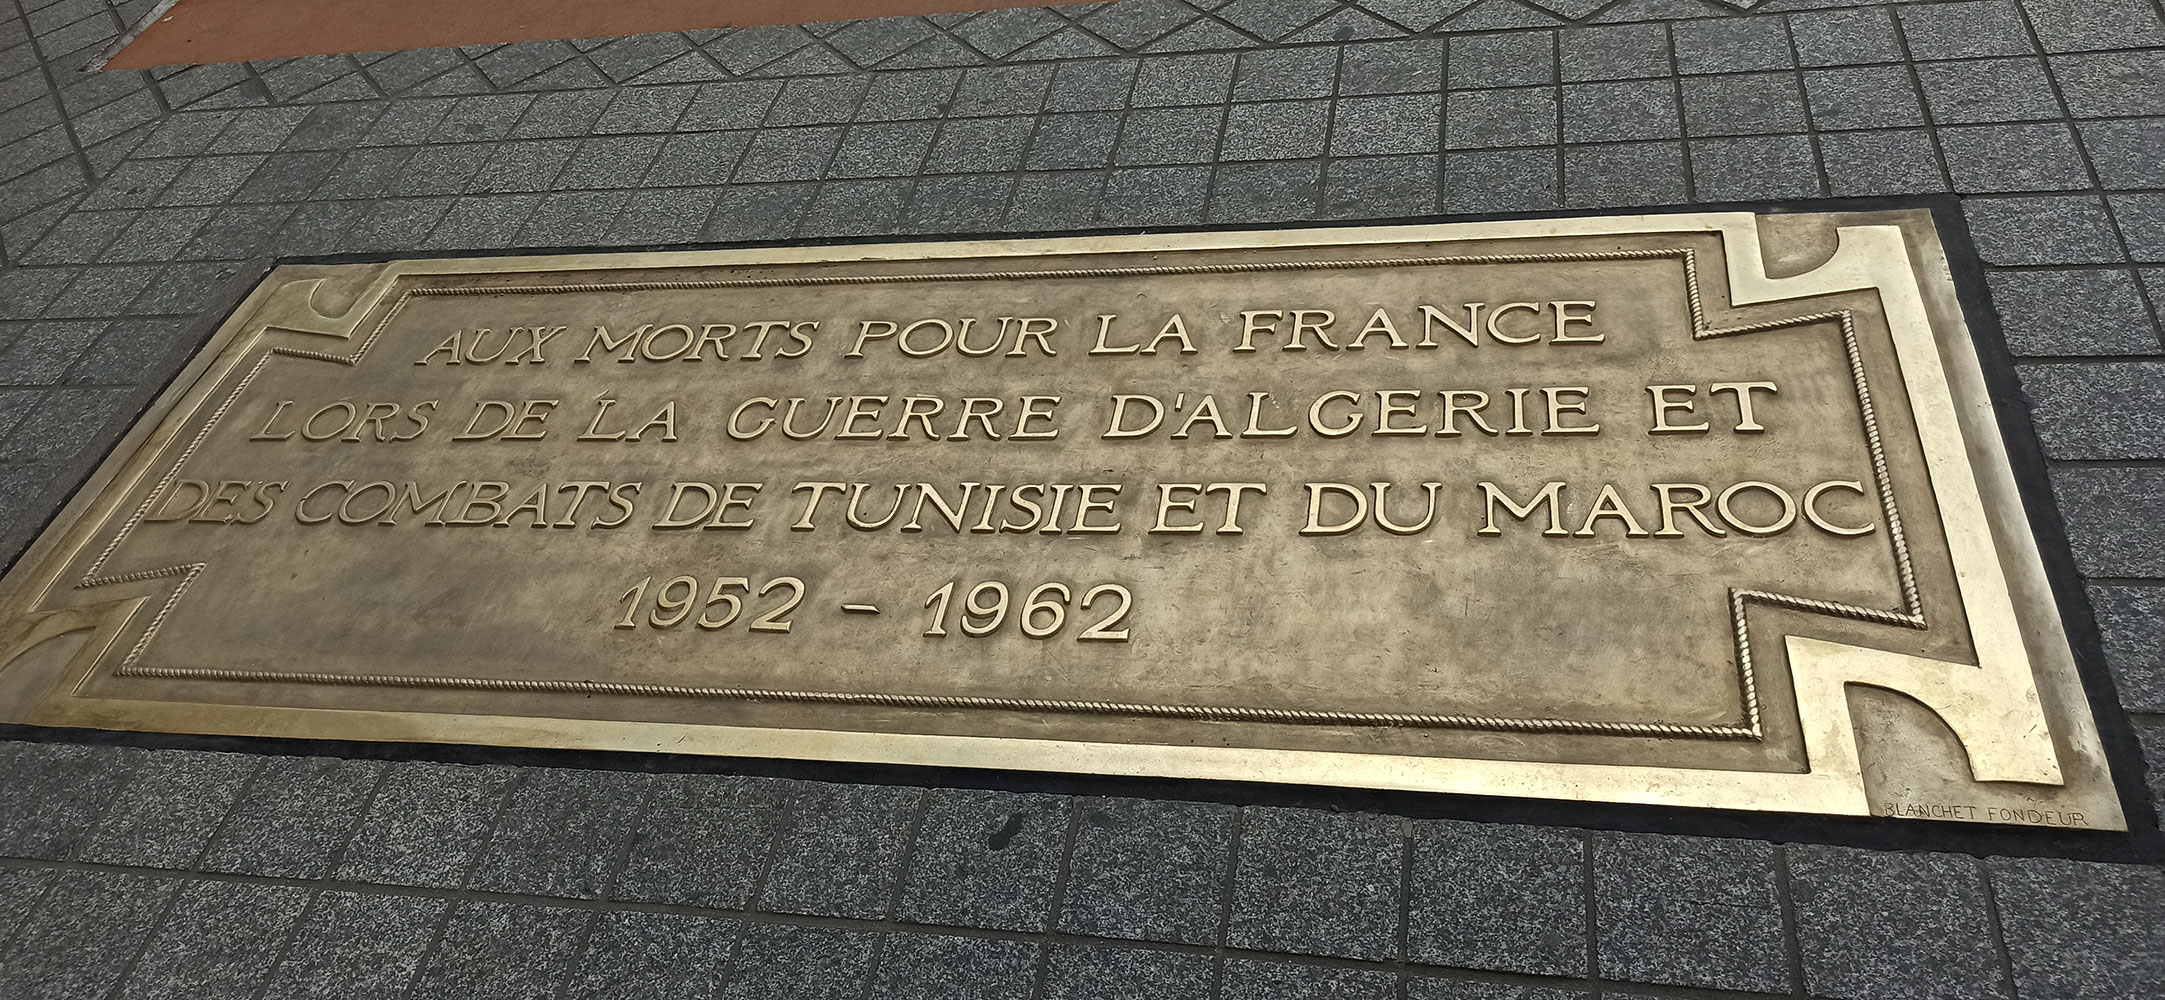 AUX MORTS POUR LA FRANCE
LORS DE LA GUERRE D'ALGERIE ET
DES COMBATS DE TUNISIE ET DU MAROC
1952 - 1962
BLANCHET FONDEUR